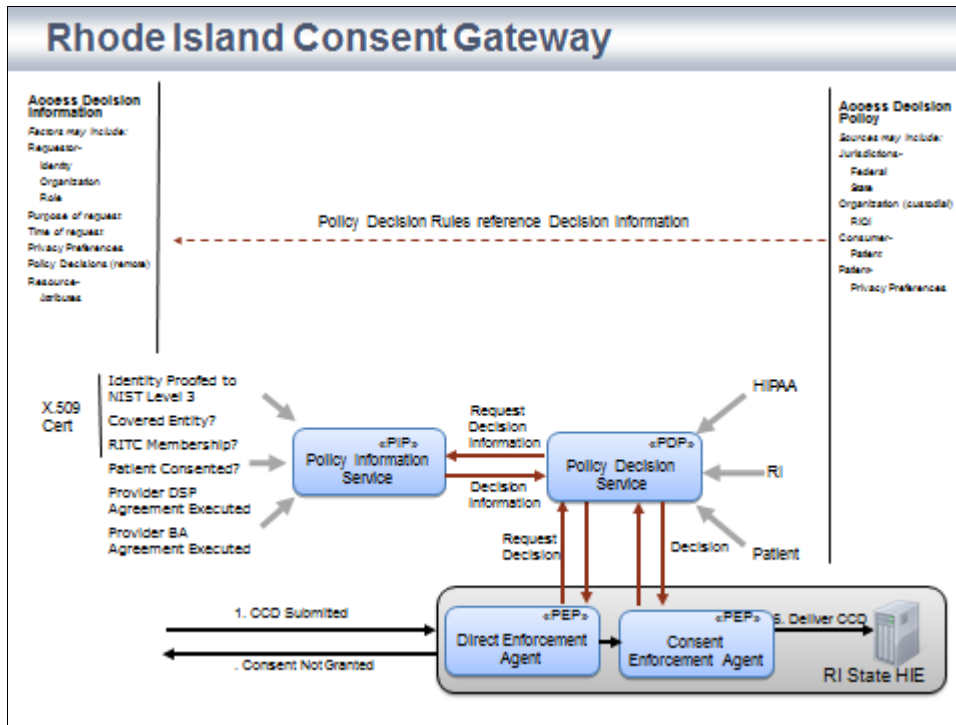 Rhode Island Consent Gateway
Access Decision
Information
Factors may include:
Requestor-
Identity
Organization
Role
Purpose of request
Time of request
Privacy Preferences
Policy Decisions (remote)
Resource-
Attributes
Policy Decision Rules reference Decision Information
Access Decision
Policy
Sources may include:
Jurisdictions-
Federal
State
Organization (custodial)
RIQI
Consumer-
Patient
Patient-
Privacy Preferences
X.509
Cert
Identity Proofed to
NIST Level 3
Covered Entity?
RITC Membership?
Patient Consented?
Provider DSP
Agreement Executed
Provider BA
Agreement Executed
«PIP»
Policy Information
Service
Request
Decision
Information
Decision
Information
«PDP»
Policy Decision
Service
HIPAA
RI
Patient
Request
Decision
Decision
1. CCD Submitted
. Consent Not Granted
«PEP»
Direct Enforcement
Agent
«PEP»
Consent
Enforcement Agent
5. Deliver CCD
RI State HIE